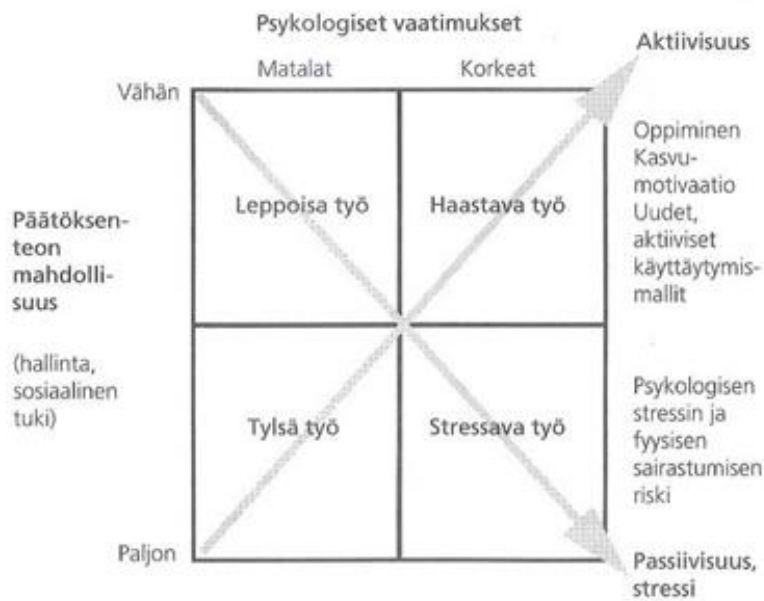 Psykologiset vaatimukset
Matalat
Korkeat
Aktiivisuus
Vähän
Leppoisa työ
Haastava työ
Oppiminen
Kasvu-
motivaatio
Uudet,
aktiiviset
käyttäytymis-
mallit
Päätöksen-
teon
mahdolli-
suus
(hallinta,
sosiaalinen
tuki)
Tylsä työ
Stressava työ
Psykologisen
stressin ja
fyysisen
sairastumisen
riski
Paljon
Passiivisuus,
stressi